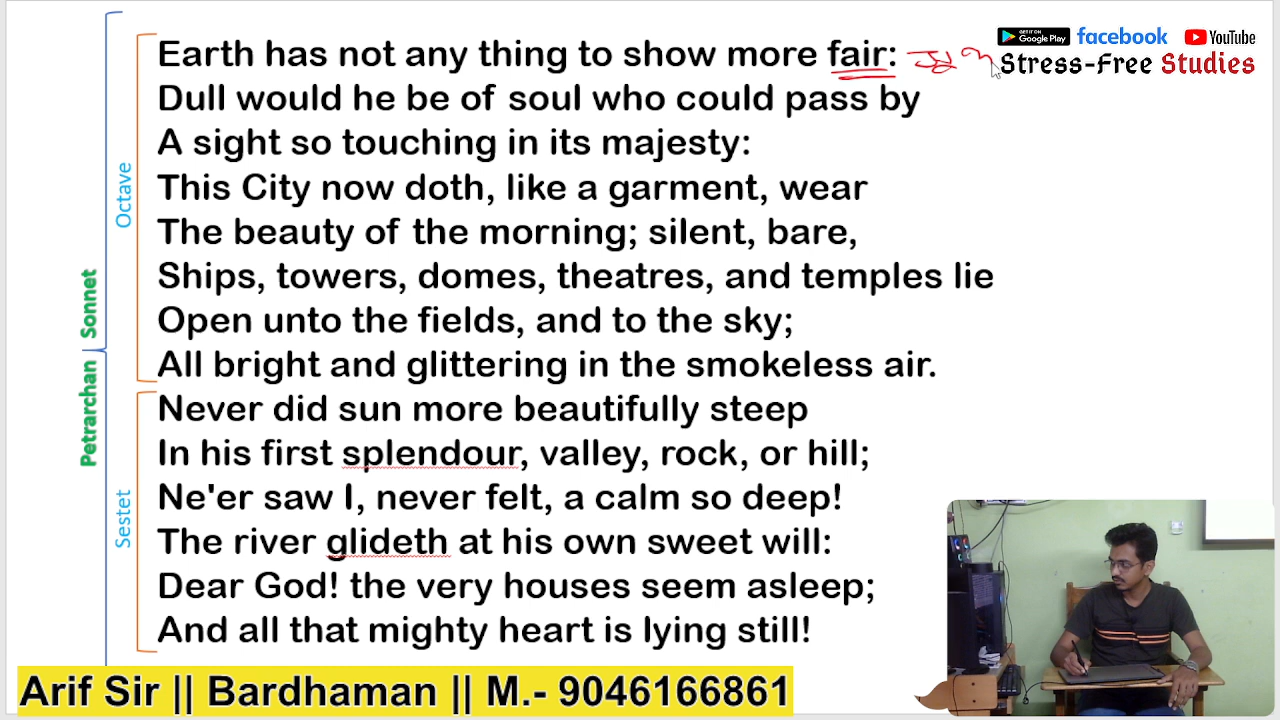 GET IT ON
Google Play
facebook
YouTube
Stress-Free Studies
Petrarchan Sonnet
Octave
Earth has not any thing to show more fair:
Dull would he be of soul who could pass by
A sight so touching in its majesty:
This City now doth, like a garment, wear
The beauty of the morning; silent, bare,
Ships, towers, domes, theatres, and temples lie
Open unto the fields, and to the sky;
All bright and glittering in the smokeless air.
Sestet
Never did sun more beautifully steep
In his first splendour, valley, rock, or hill;
Ne'er saw I, never felt, a calm so deep!
The river glideth at his own sweet will:
Dear God! the very houses seem asleep;
And all that mighty heart is lying still!
Arif Sir || Bardhaman || M.- 9046166861